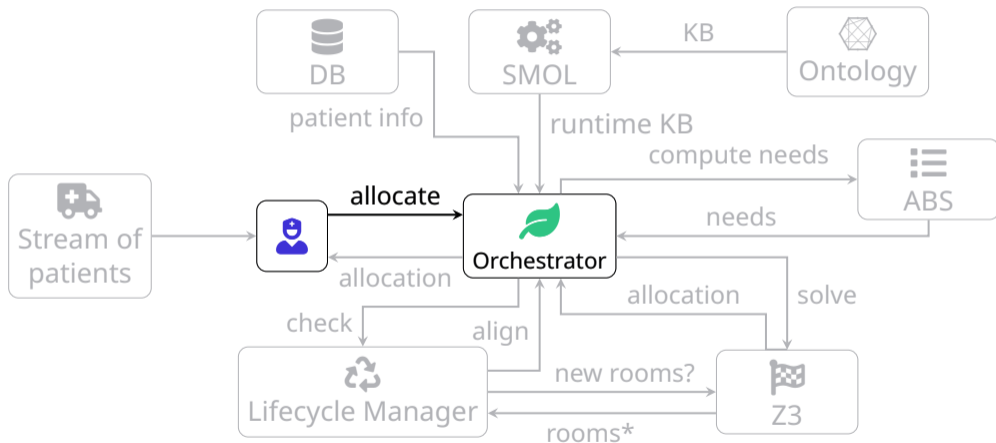 DB
SMOL
KB
Ontology
patient info
runtime KB
compute needs
ABS
Stream of
patients
allocate
needs
Orchestrator
allocation
allocation
solve
check
align
Lifecycle Manager
new rooms?
rooms*
Z3